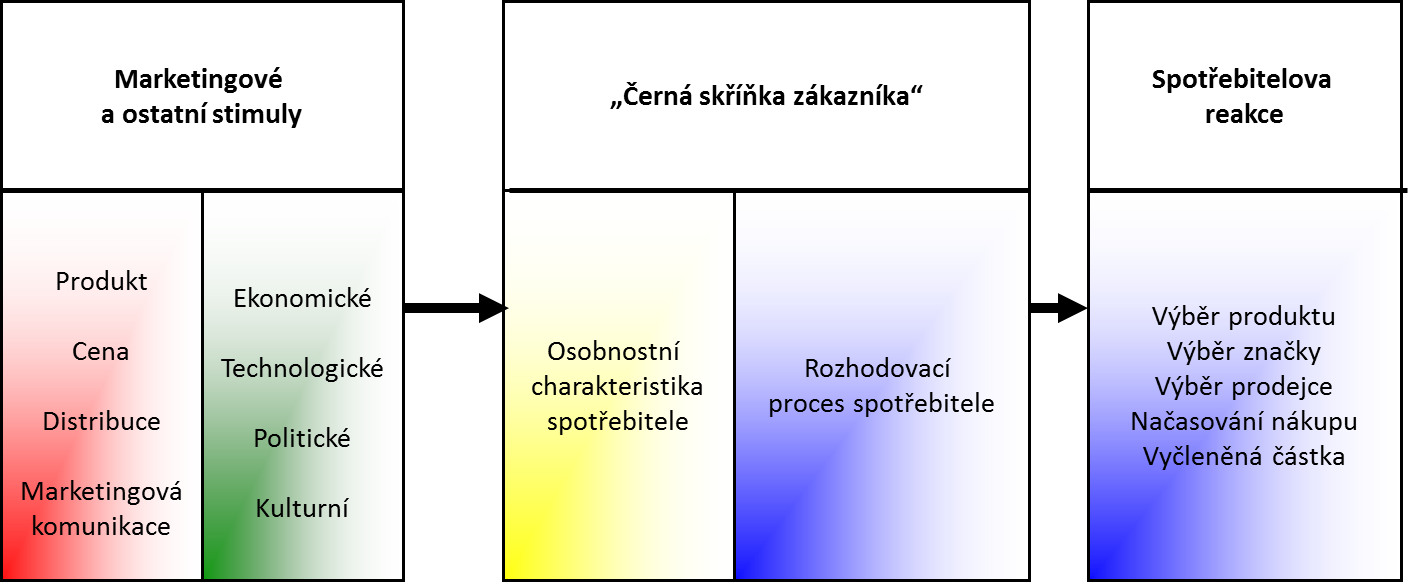 Marketingové
a ostatní stimuly
„Černá skříňka zákazníka“
Spotřebitelova
reakce
Produkt
Cena
Distribuce
Marketingová
komunikace
Ekonomické
Technologické
Politické
Kulturní
Osobnostní
charakteristika
spotřebitele
Rozhodovací
proces spotřebitele
Výběr produktu
Výběr značky
Výběr prodejce
Načasování nákupu
Vyčleněná částka